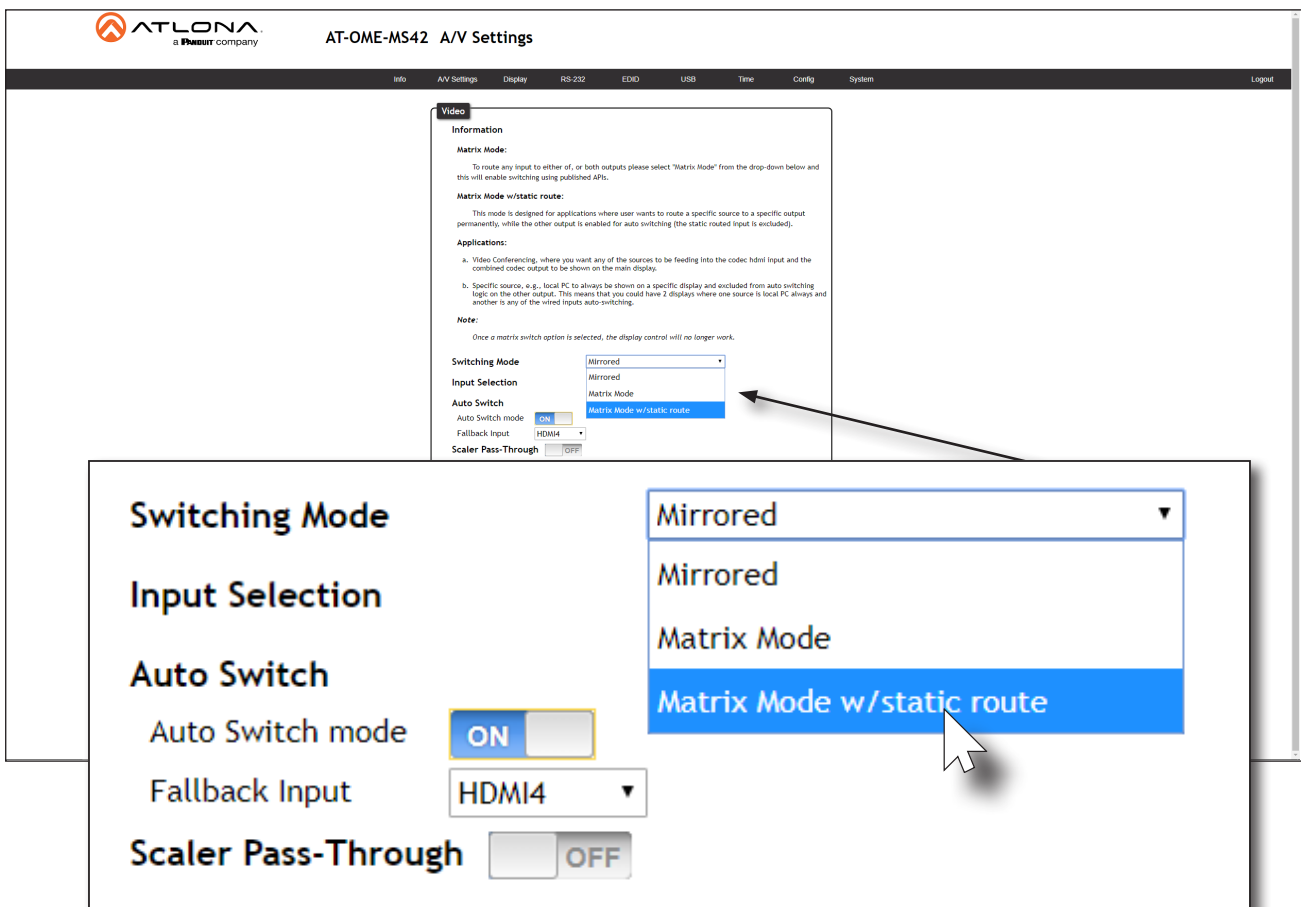 ATLONA
a PANDUIT company
AT-OME-MS42 A/V Settings
Info A/V Settings Display RS-232 EDID USB Time Config System Logout
Video
Information
Matrix Mode:
To route any input to either of, or both outputs please select "Matrix Mode" from the drop-down below and
this will enable switching using published APIs.
Matrix Mode w/static route:
This mode is designed for applications where user wants to route a specific source to a specific output
permanently, while the other output is enabled for auto switching (the static routed input is excluded).
Applications:
a. Video Conferencing, where you want any of the sources to be feeding into the codec hdmi input and the
combined codec output to be shown on the main display.
b. Specific source, e.g., local PC to always be shown on a specific display and excluded from auto switching
logic on the other output. This means that you could have 2 displays where one source is local PC always and
another is any of the wired inputs auto-switching.
Note:
Once a matrix switch option is selected, the display control will no longer work.
Switching Mode Mirrored
Mirrored
Input Selection
Matrix Mode
Auto Switch
Matrix Mode w/static route
Auto Switch mode ON
Fallback Input HDMI4
Scaler Pass-Through OFF
Switching Mode Mirrored
Mirrored
Input Selection
Matrix Mode
Auto Switch
Matrix Mode w/static route
Auto Switch mode ON
Fallback Input HDMI4
Scaler Pass-Through OFF